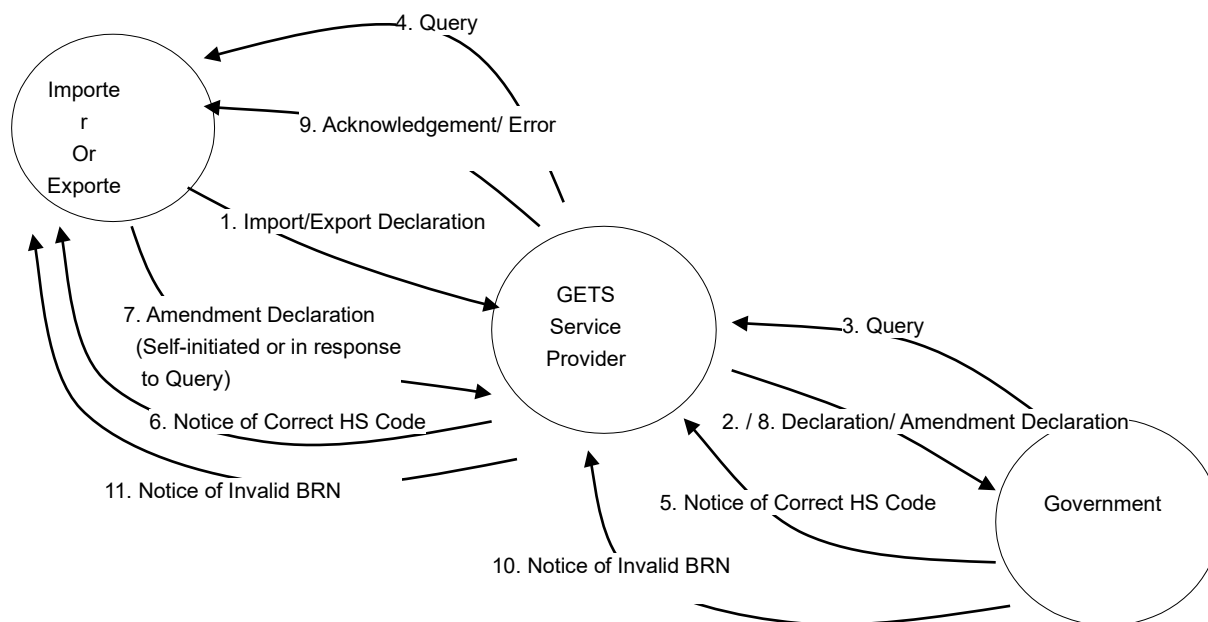 4. Query
Importe
r
Or
Exporte
9. Acknowledgement/ Error
1. Import/Export Declaration
GETS
Service
Provider
7. Amendment Declaration
(Self-initiated or in response
to Query)
3. Query
6. Notice of Correct HS Code
2. / 8. Declaration/ Amendment Declaration
11. Notice of Invalid BRN
5. Notice of Correct HS Code
Government
10. Notice of Invalid BRN